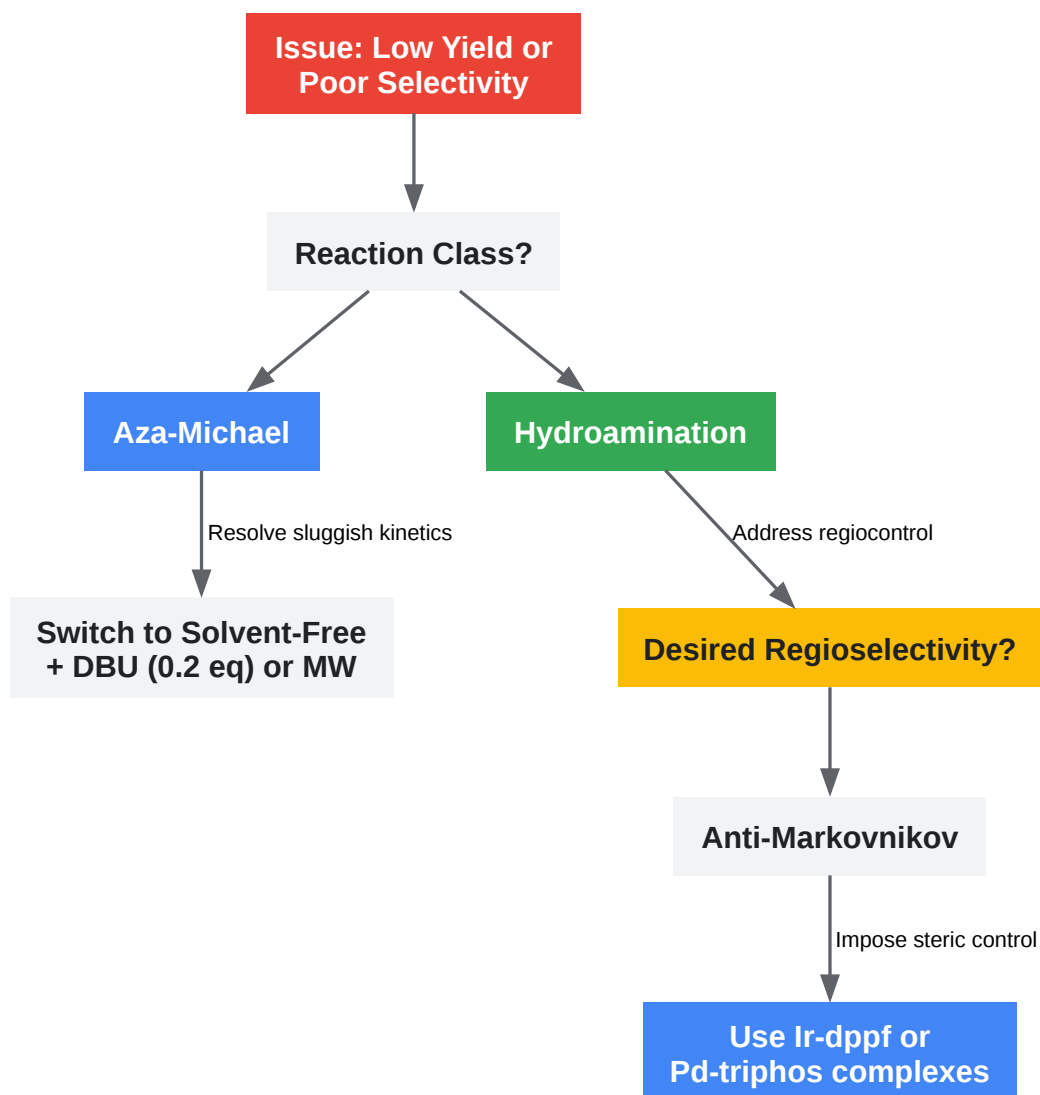 Issue: Low Yield or
Poor Selectivity
Reaction Class?
Aza-Michael
Hydroamination
Resolve sluggish kinetics
Address regiocontrol
Switch to Solvent-Free
+ DBU (0.2 eq) or MW
Desired Regioselectivity?
Anti-Markovnikov
Impose steric control
Use Ir-dppf or
Pd-triphos complexes